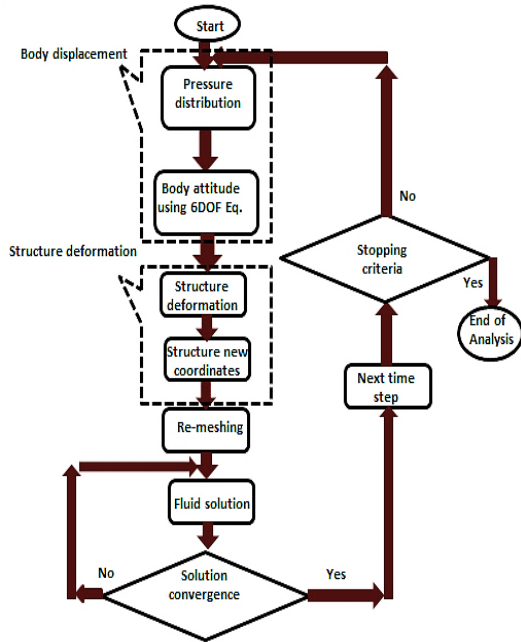 Start
Body displacement
Pressure
distribution
Body attitude
using 6DOF Eq.
No
Structure deformation
Stopping
criteria
Yes
Structure
deformation
End of
Analysis
Structure new
coordinates
Next time
step
Re-meshing
Fluid solution
No
Solution
convergence
Yes